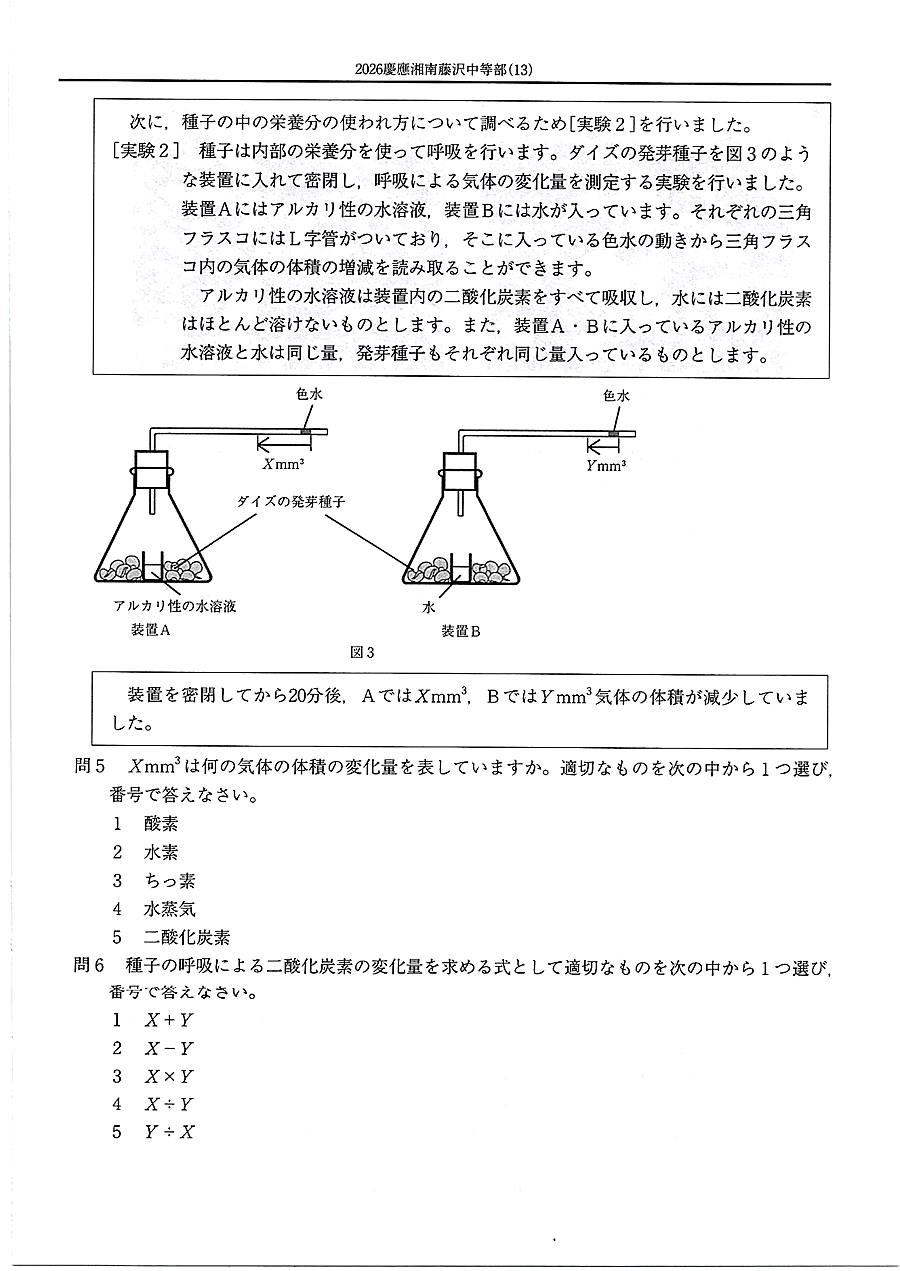 2026慶應湘南藤沢中等部(13)
次に，種子の中の栄養分の使われ方について調べるため[実験２]を行いました。
[実験２]　種子は内部の栄養分を使って呼吸を行います。ダイズの発芽種子を図３のよう
な装置に入れて密閉し，呼吸による気体の変化量を測定する実験を行いました。
装置Ａにはアルカリ性の水溶液，装置Ｂには水が入っています。それぞれの三角
フラスコにはＬ字管がついており，そこに入っている色水の動きから三角フラス
コ内の気体の体積の増減を読み取ることができます。
アルカリ性の水溶液は装置内の二酸化炭素をすべて吸収し，水には二酸化炭素
はほとんど溶けないものとします。また，装置Ａ・Ｂに入っているアルカリ性の
水溶液と水は同じ量，発芽種子もそれぞれ同じ量入っているものとします。
色水
色水
Xmm³
Ymm³
ダイズの発芽種子
アルカリ性の水溶液
水
装置Ａ
装置Ｂ
図３
装置を密閉してから20分後，ＡではXmm³，ＢではYmm³気体の体積が減少していま
した。
問５　Xmm³は何の気体の体積の変化量を表していますか。適切なものを次の中から１つ選び，
番号で答えなさい。
1　酸素
2　水素
3　ちっ素
4　水蒸気
5　二酸化炭素
問６　種子の呼吸による二酸化炭素の変化量を求める式として適切なものを次の中から１つ選び，
番号で答えなさい。
1　X＋Y
2　X－Y
3　X×Y
4　X÷Y
5　Y÷X